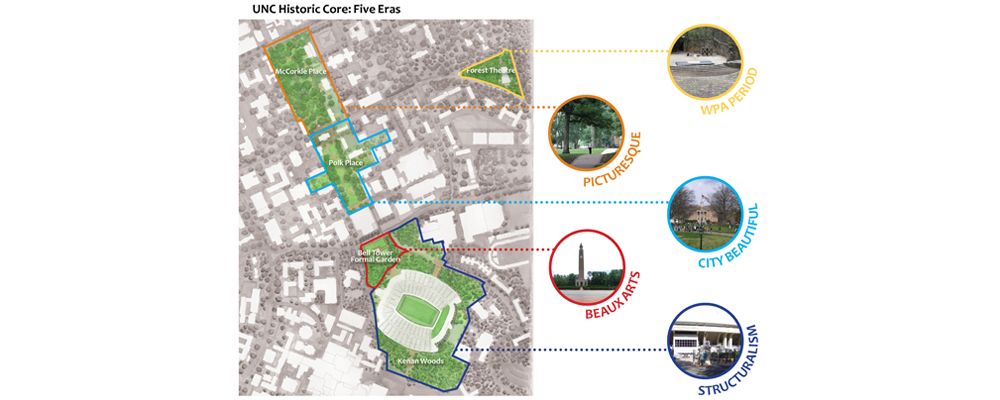 UNC Historic Core: Five Eras
McCorkle Place
Forest Theatre
WPA PERIOD
PICTURESQUE
Polk Place
CITY BEAUTIFUL
Bell Tower
Formal Garden
BEAUX ARTS
Kenan Woods
STRUCTURALISM